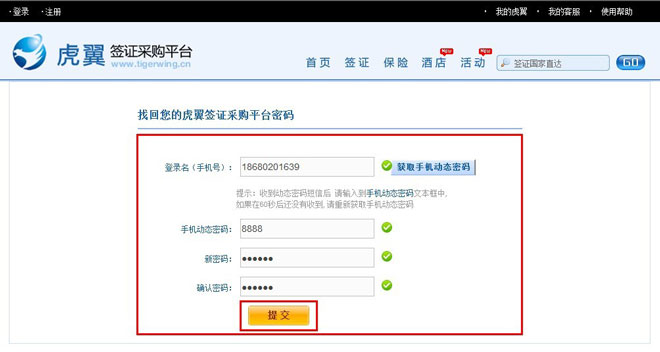 ·登录 ·注册 ·我的虎翼 ·我的客服 ·使用帮助
虎翼 签证采购平台
www.tigerwing.cn
首页 签证 保险 酒店 New 活动 New 签证国家直达 GO
找回您的虎翼签证采购平台密码
登录名（手机号）： 18680201639 获取手机动态密码
提示：收到动态密码短信后 请输入到手机动态密码文本框中,
如果在60秒后还没有收到,请重新获取手机动态密码
手机动态密码： 8888
新密码： ●●●●●●
确认密码： ●●●●●●
提交